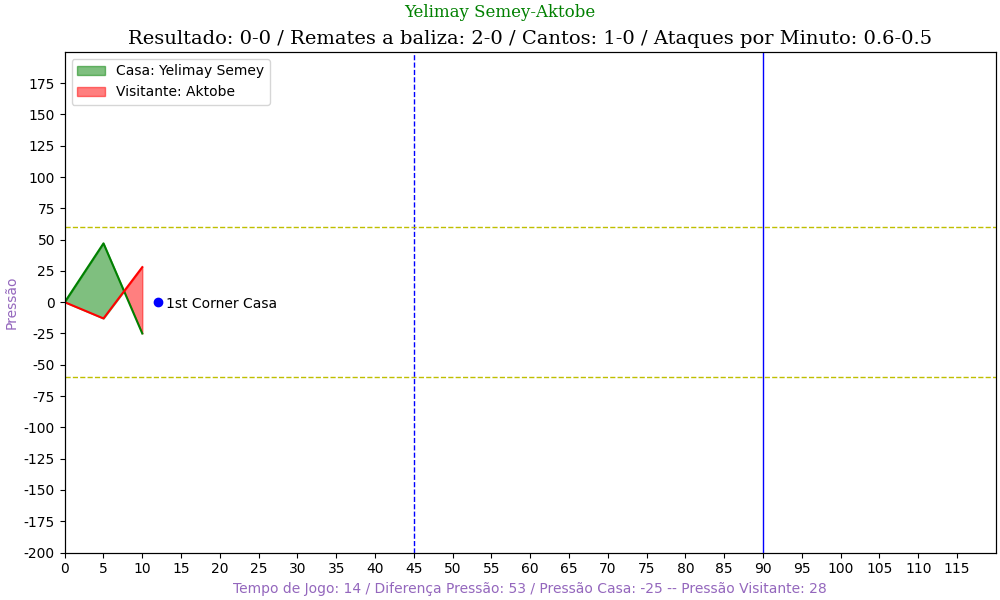 Yelimay Semey-Aktobe
Resultado: 0-0 / Remates a baliza: 2-0 / Cantos: 1-0 / Ataques por Minuto: 0.6-0.5
Casa: Yelimay Semey
Visitante: Aktobe
175
150
125
100
75
50
25
0
-25
-50
-75
-100
-125
-150
-175
-200
Pressão
1st Corner Casa
0 5 10 15 20 25 30 35 40 45 50 55 60 65 70 75 80 85 90 95 100 105 110 115
Tempo de Jogo: 14 / Diferença Pressão: 53 / Pressão Casa: -25 -- Pressão Visitante: 28